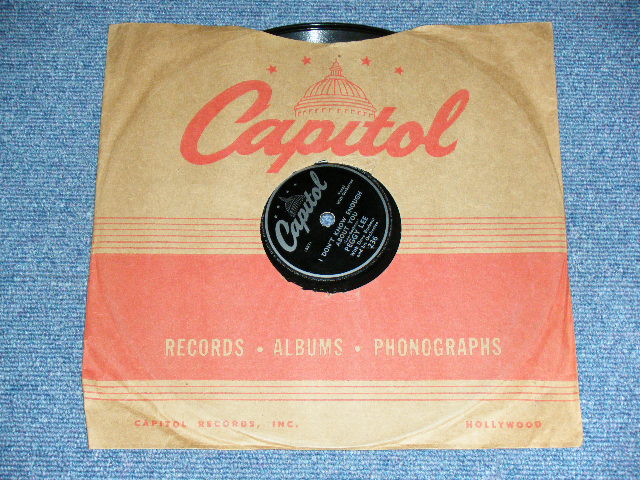 Capitol
Capitol
I DON'T KNOW ENOUGH
ABOUT YOU
PEGGY LEE
236
RECORDS • ALBUMS • PHONOGRAPHS
CAPITOL RECORDS, INC. HOLLYWOOD